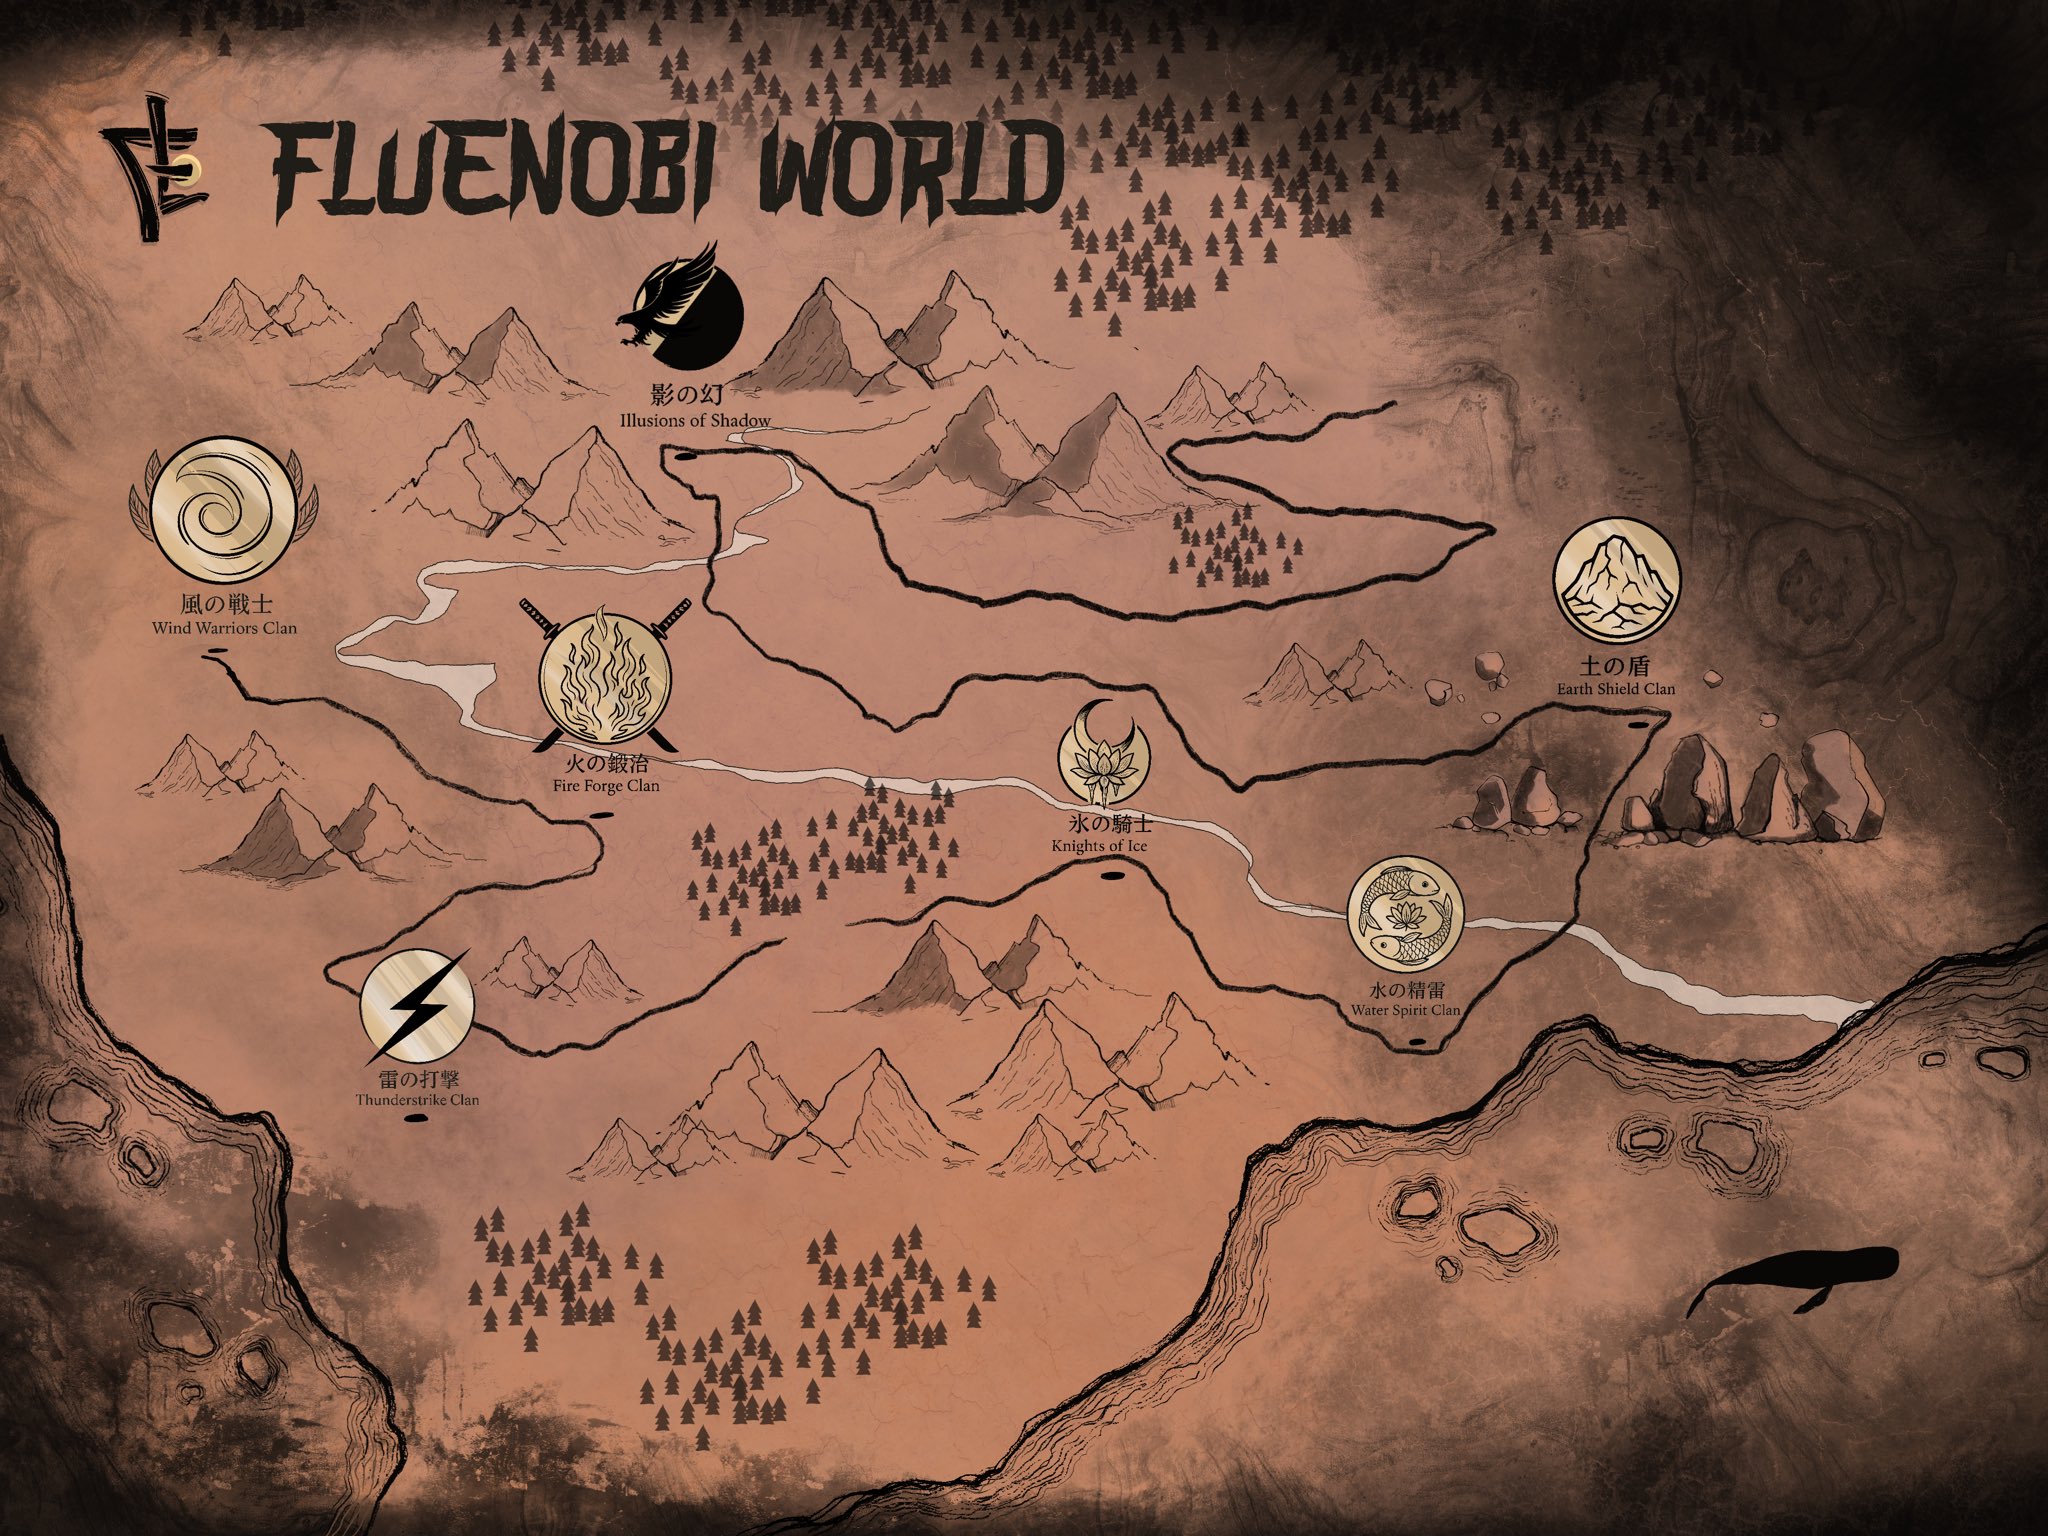 FLUENOBI WORLD
影の幻
Illusions of Shadow
風の戦士
Wind Warriors Clan
土の盾
Earth Shield Clan
火の鍛治
Fire Forge Clan
氷の騎士
Knights of Ice
水の精雷
Water Spirit Clan
雷の打撃
Thunderstrike Clan